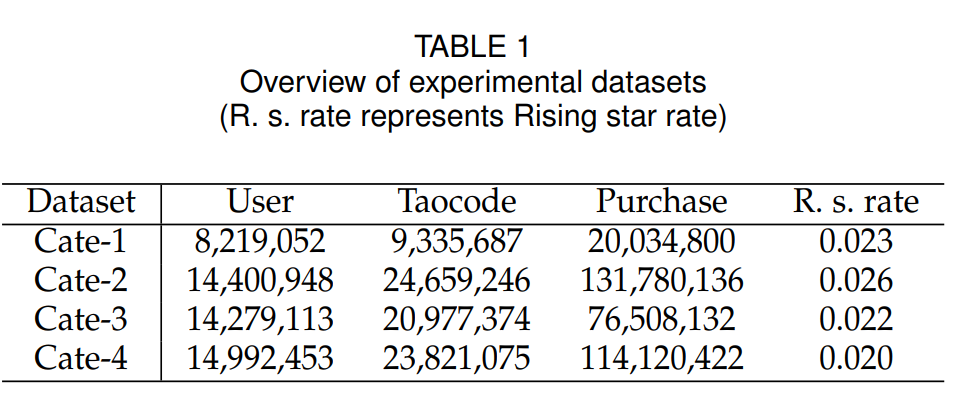 TABLE 1
Overview of experimental datasets
(R. s. rate represents Rising star rate)
Dataset User Taocode Purchase R. s. rate
Cate-1 8,219,052 9,335,687 20,034,800 0.023
Cate-2 14,400,948 24,659,246 131,780,136 0.026
Cate-3 14,279,113 20,977,374 76,508,132 0.022
Cate-4 14,992,453 23,821,075 114,120,422 0.020